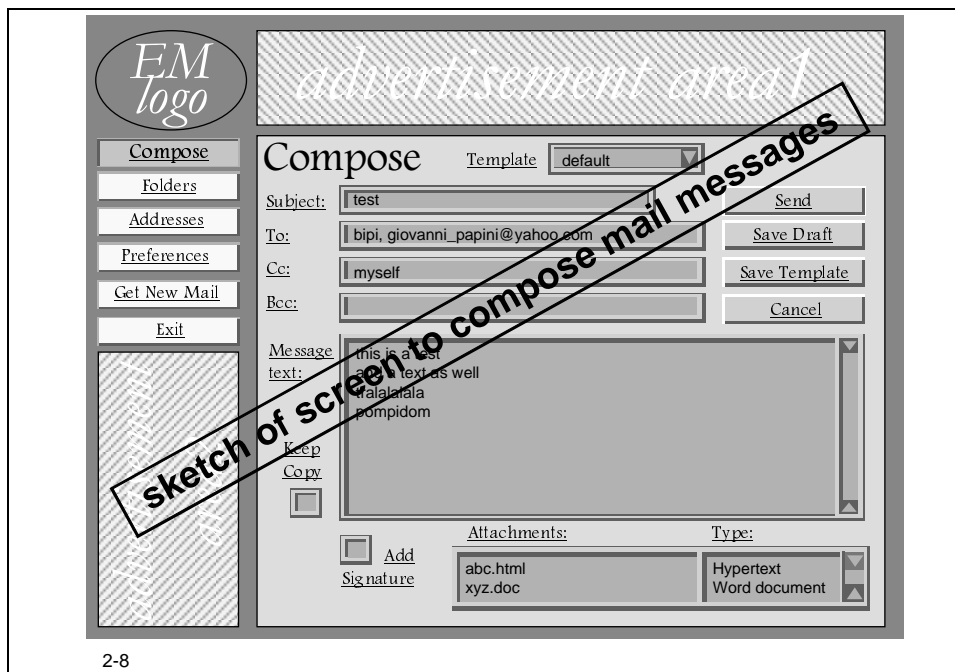 EM
logo
advertisement area1
Compose
Folders
Addresses
Preferences
Get New Mail
Exit
Compose
Template
default
Subject:
test
Send
To:
bipi, giovanni_papini@yahoo.com
Save Draft
Cc:
myself
Save Template
Bcc:
Cancel
Message
text:
this is a test
and a text as well
tralalalala
pompidom
Keep
Copy
Add
Signature
Attachments:
Type:
abc.html
Hypertext
xyz.doc
Word document
sketch of screen to compose mail messages
2-8